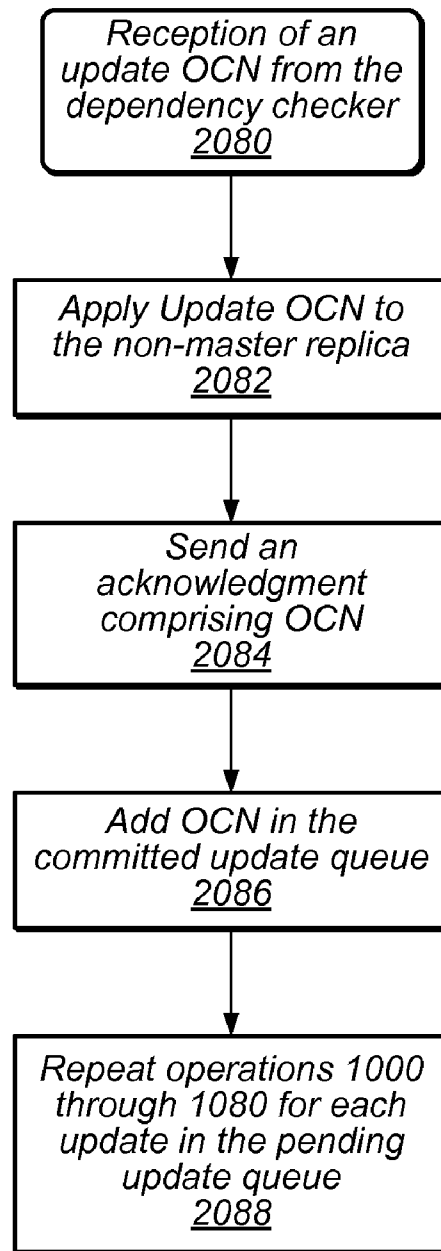 Reception of an
update OCN from the
dependency checker
2080
Apply Update OCN to
the non-master replica
2082
Send an
acknowledgment
comprising OCN
2084
Add OCN in the
committed update queue
2086
Repeat operations 1000
through 1080 for each
update in the pending
update queue
2088